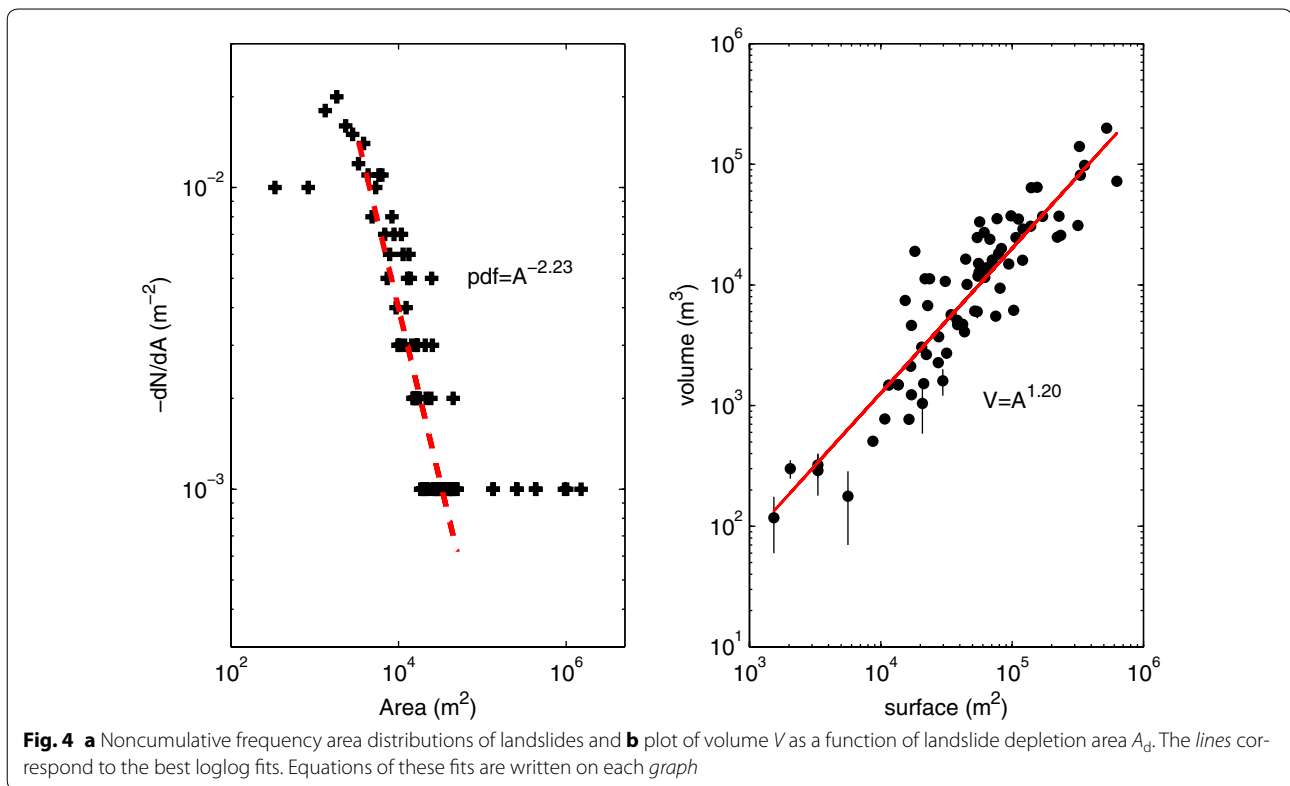 10^-2
10^-3
10^2
10^4
10^6
-dN/dA (m^-2)
Area (m^2)
pdf=A^-2.23
10^6
10^5
10^4
10^3
10^2
10^1
10^3
10^4
10^5
10^6
volume (m^3)
surface (m^2)
V=A^1.20
Fig. 4 a Noncumulative frequency area distributions of landslides and b plot of volume V as a function of landslide depletion area A_d. The lines cor-
respond to the best loglog fits. Equations of these fits are written on each graph